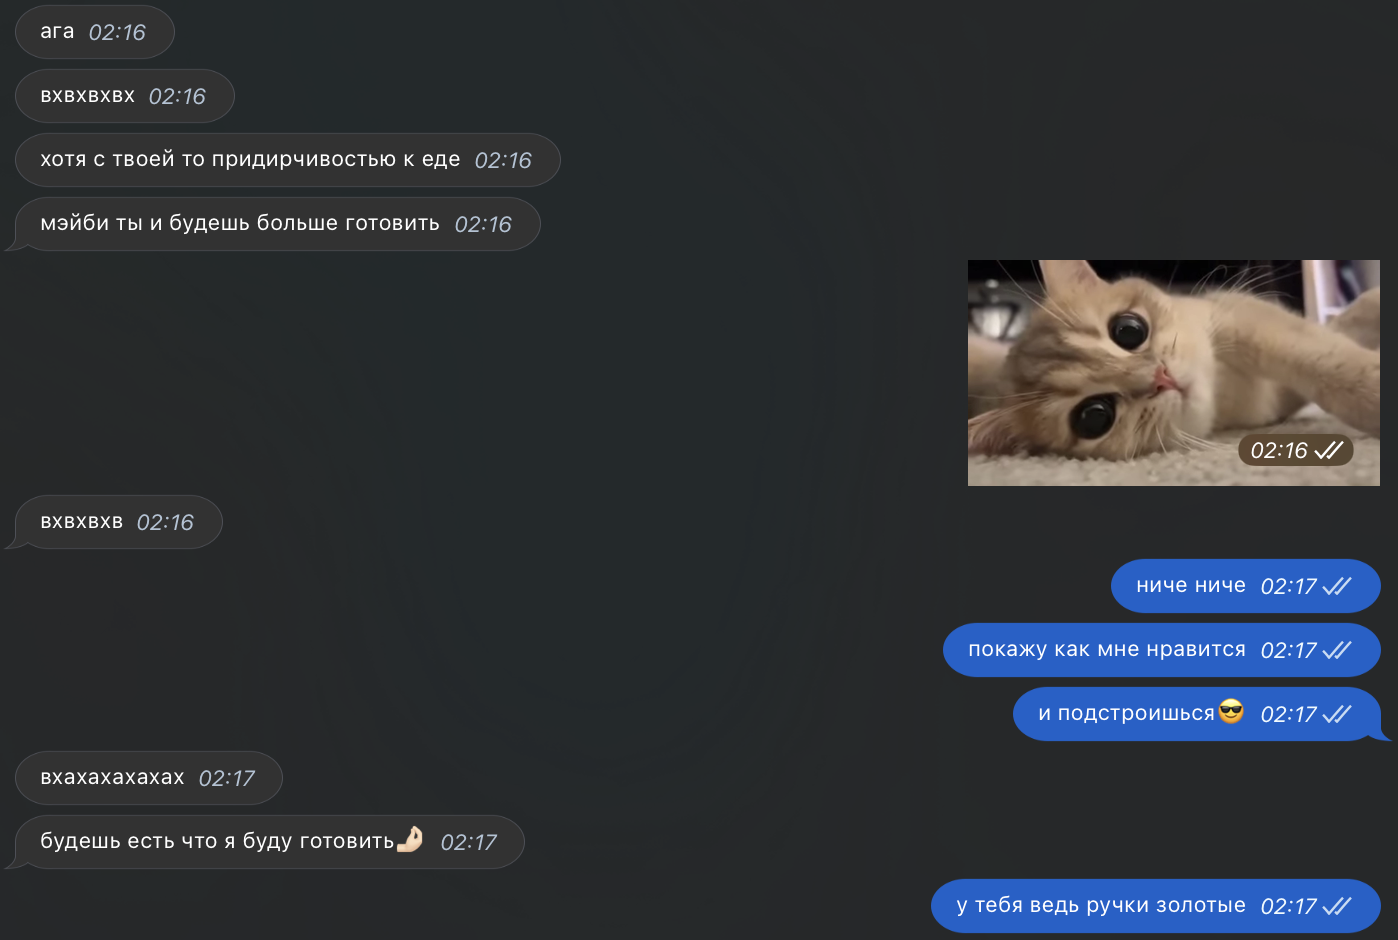 ага 02:16
вхвхвхвх 02:16
хотя с твоей то придирчивостью к еде 02:16
мэйби ты и будешь больше готовить 02:16
02:16
вхвхвхв 02:16
ниче ниче 02:17
покажу как мне нравится 02:17
и подстроишься😎 02:17
вхахахахахах 02:17
будешь есть что я буду готовить🤌🏻 02:17
у тебя ведь ручки золотые 02:17